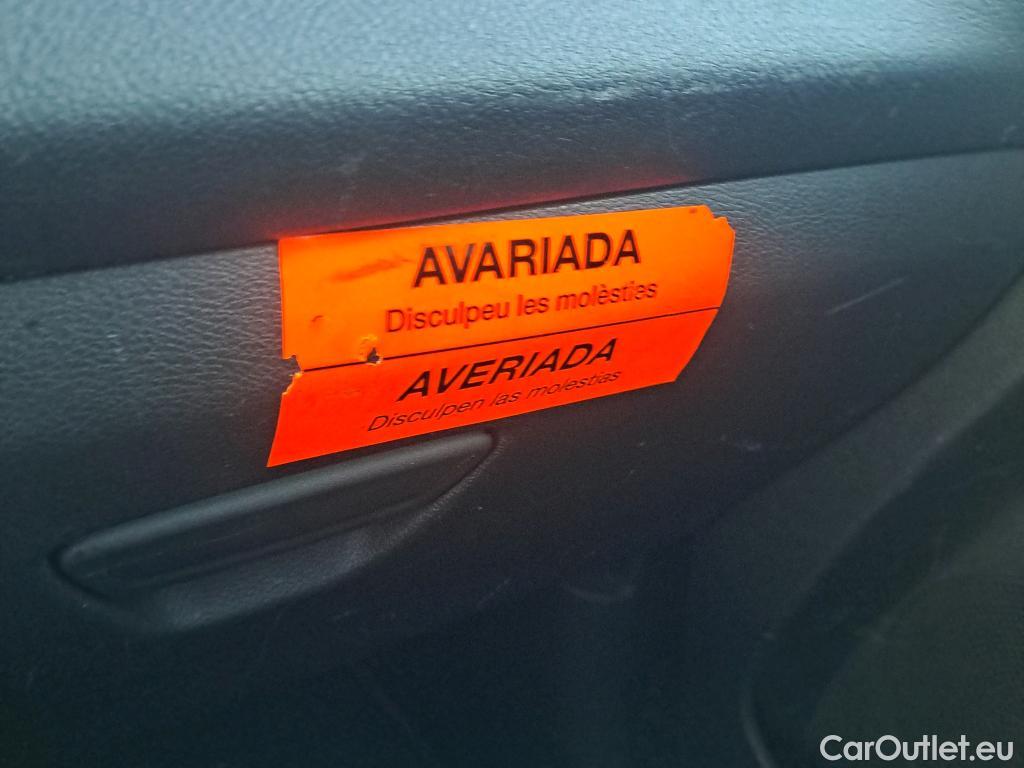 AVARIADA
Disculpeu les molèsties
AVERIADA
Disculpen las molestias
CarOutlet.eu